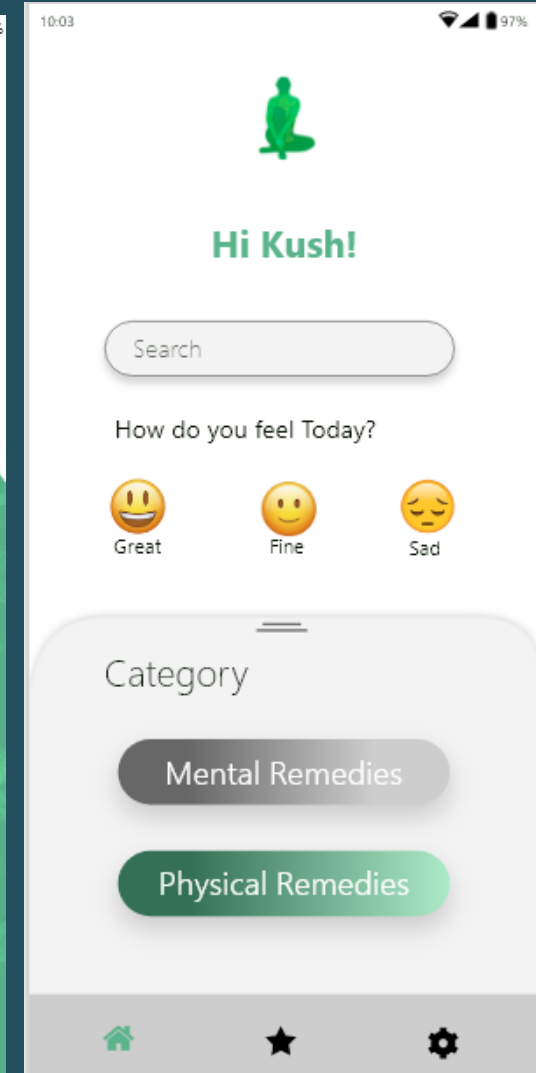 %
10:03
97%
Hi Kush!
Search
How do you feel Today?
Great Fine Sad
Category
Mental Remedies
Physical Remedies